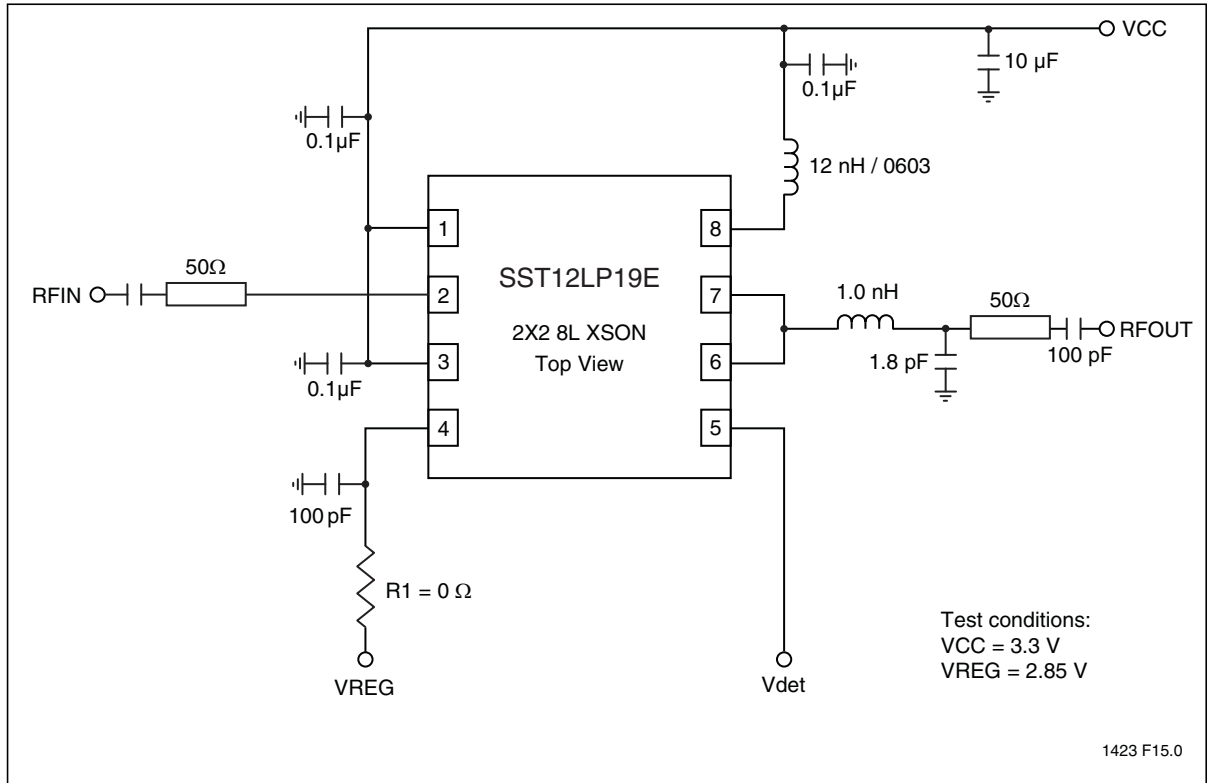 VCC
10 µF
0.1µF
0.1µF
12 nH / 0603
1
8
SST12LP19E
50Ω
RFIN
2
7
1.0 nH
50Ω
2X2 8L XSON
RFOUT
100 pF
Top View
3
6
1.8 pF
0.1µF
4
5
100 pF
R1 = 0 Ω
Test conditions:
VCC = 3.3 V
VREG = 2.85 V
VREG
Vdet
1423 F15.0